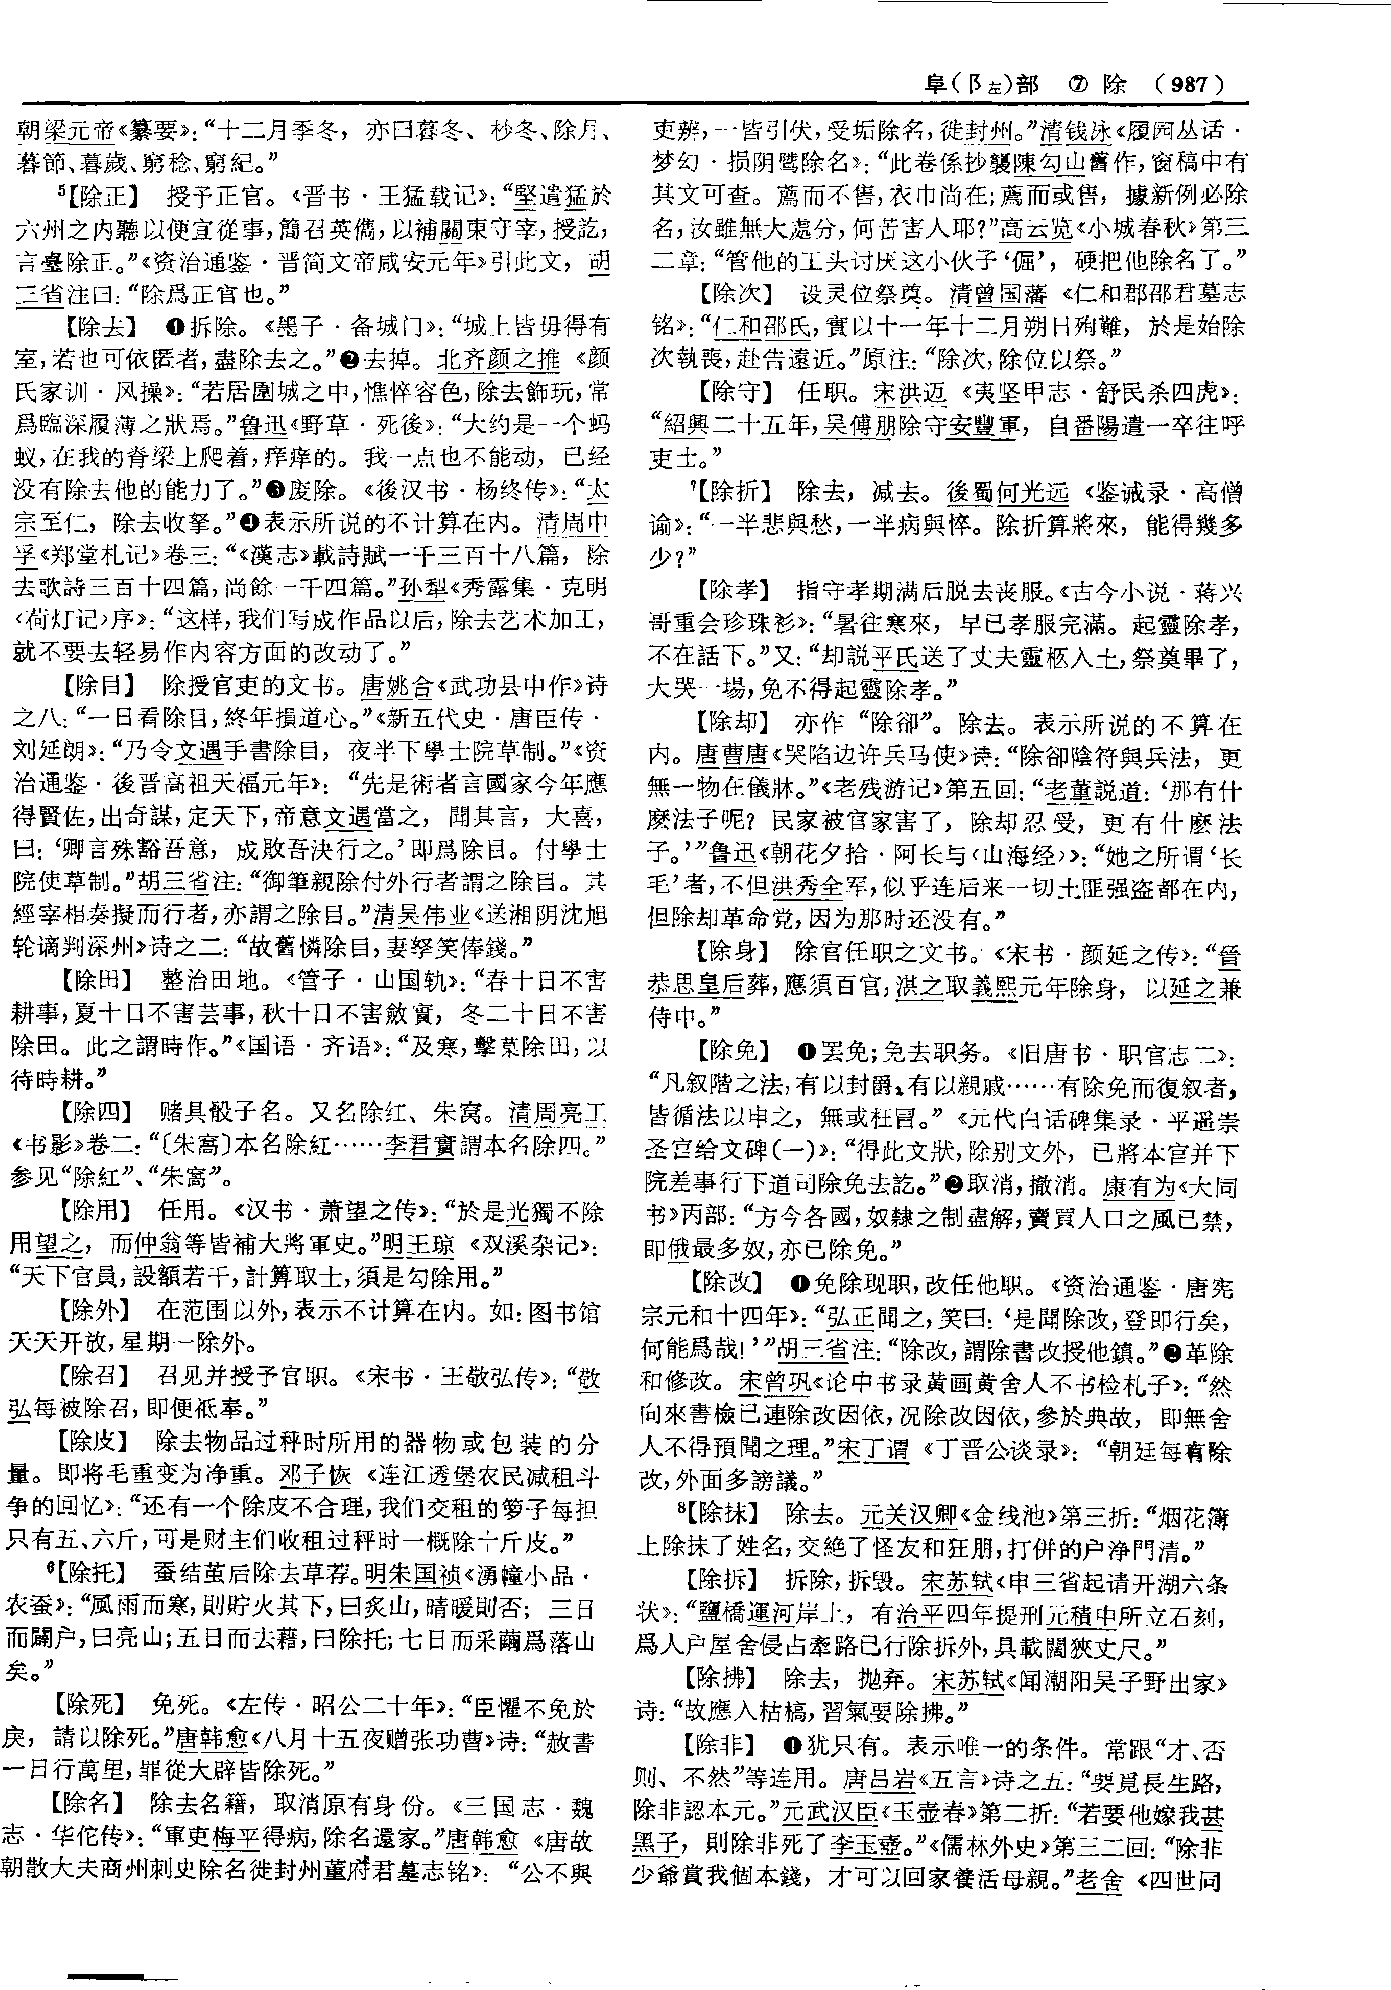 阜(阝左)部 ⑦ 除 (987)
朝梁元帝《纂要》：“十二月季冬，亦曰暮冬、杪冬、除月、
暮節、暮歲、窮稔、窮紀。”
⁵【除正】 授予正官。《晋书·王猛载记》：“堅遣猛於
六州之内聽以便宜從事，簡召英儁，以補關東守宰，授訖，
言臺除正。”《资治通鉴·晋简文帝咸安元年》引此文，胡
三省注曰：“除爲正官也。”
【除去】 ❶拆除。《墨子·备城门》：“城上皆毋得有
室，若也可依匿者，盡除去之。”❷去掉。北齐颜之推《颜
氏家训·风操》：“若居圍城之中，憔悴容色，除去飾玩，常
爲臨深履薄之狀焉。”鲁迅《野草·死後》：“大约是一个蚂
蚁，在我的脊梁上爬着，痒痒的。我一点也不能动，已经
没有除去他的能力了。”❸废除。《後汉书·杨终传》：“太
宗至仁，除去收孥。”❹表示所说的不计算在内。清周中
孚《郑堂札记》卷三：“《漢志》載詩賦一千三百十八篇，除
去歌詩三百十四篇，尚餘一千四篇。”孙犁《秀露集·克明
〈荷灯记〉序》：“这样，我们写成作品以后，除去艺术加工，
就不要去轻易作内容方面的改动了。”
【除目】 除授官吏的文书。唐姚合《武功县中作》诗
之八：“一日看除目，終年損道心。”《新五代史·唐臣传·
刘延朗》：“乃令文遇手書除目，夜半下學士院草制。”《资
治通鉴·後晋高祖天福元年》：“先是術者言國家今年應
得賢佐，出奇謀，定天下，帝意文遇當之，聞其言，大喜，
曰：‘卿言殊豁吾意，成敗吾決行之。’即爲除目。付學士
院使草制。”胡三省注：“御筆親除付外行者謂之除目。其
經宰相奏擬而行者，亦謂之除目。”清吴伟业《送湘阴沈旭
轮谪判深州》诗之二：“故舊憐除目，妻孥笑俸錢。”
【除田】 整治田地。《管子·山国轨》：“春十日不害
耕事，夏十日不害芸事，秋十日不害斂實，冬二十日不害
除田。此之謂時作。”《国语·齐语》：“及寒，擊菒除田，以
待時耕。”
【除四】 赌具骰子名。又名除红、朱窝。清周亮工
《书影》卷二：“〔朱窩〕本名除紅……李君實謂本名除四。”
参见“除紅”、“朱窩”。
【除用】 任用。《汉书·萧望之传》：“於是光獨不除
用望之，而仲翁等皆補大將軍史。”明王琼《双溪杂记》：
“天下官員，設額若干，計算取士，須是勾除用。”
【除外】 在范围以外，表示不计算在内。如：图书馆
天天开放，星期一除外。
【除召】 召见并授予官职。《宋书·王敬弘传》：“敬
弘每被除召，即便祗奉。”
【除皮】 除去物品过秤时所用的器物或包装的分
量。即将毛重变为净重。邓子恢《连江透堡农民减租斗
争的回忆》：“还有一个除皮不合理，我们交租的箩子每担
只有五、六斤，可是财主们收租过秤时一概除十斤皮。”
⁶【除托】 蚕结茧后除去草荐。明朱国祯《湧幢小品·
农蚕》：“風雨而寒，則貯火其下，曰炙山，晴暖則否；三日
而闢户，曰亮山；五日而去藉，曰除托；七日而采繭爲落山
矣。”
【除死】 免死。《左传·昭公二十年》：“臣懼不免於
戾，請以除死。”唐韩愈《八月十五夜赠张功曹》诗：“赦書
一日行萬里，罪從大辟皆除死。”
【除名】 除去名籍，取消原有身份。《三国志·魏
志·华佗传》：“軍吏梅平得病，除名還家。”唐韩愈《唐故
朝散大夫商州刺史除名徙封州董府君墓志铭》：“公不與
吏辨，一皆引伏，受垢除名，徙封州。”清钱泳《履园丛话·
梦幻·损阴骘除名》：“此卷係抄襲陳勾山舊作，窗稿中有
其文可查。薦而不售，衣巾尚在；薦而或售，據新例必除
名，汝雖無大處分，何苦害人耶？”高云览《小城春秋》第三
二章：“管他的工头讨厌这小伙子‘倔’，硬把他除名了。”
【除次】 设灵位祭奠。清曾国藩《仁和郡邵君墓志
铭》：“仁和邵氏，實以十一年十二月朔日殉難，於是始除
次執喪，赴告遠近。”原注：“除次，除位以祭。”
【除守】 任职。宋洪迈《夷坚甲志·舒民杀四虎》：
“紹興二十五年，吴傅朋除守安豐軍，自番陽遣一卒往呼
吏士。”
⁷【除折】 除去，减去。後蜀何光远《鉴诫录·高僧
谕》：“一半悲與愁，一半病與悴。除折算將來，能得幾多
少？”
【除孝】 指守孝期满后脱去丧服。《古今小说·蒋兴
哥重会珍珠衫》：“暑往寒來，早已孝服完滿。起靈除孝，
不在話下。”又：“却説平氏送了丈夫靈柩入土，祭奠畢了，
大哭一場，免不得起靈除孝。”
【除却】 亦作“除卻”。除去。表示所说的不算在
内。唐曹唐《哭陷边许兵马使》诗：“除卻陰符與兵法，更
無一物在儀牀。”《老残游记》第五回：“老董説道：‘那有什
麽法子呢？民家被官家害了，除却忍受，更有什麽法
子。’”鲁迅《朝花夕拾·阿长与〈山海经〉》：“她之所谓‘长
毛’者，不但洪秀全军，似乎连后来一切土匪强盗都在内，
但除却革命党，因为那时还没有。”
【除身】 除官任职之文书。《宋书·颜延之传》：“晉
恭思皇后葬，應須百官，湛之取義熙元年除身，以延之兼
侍中。”
【除免】 ❶罢免；免去职务。《旧唐书·职官志二》：
“凡叙階之法，有以封爵，有以親戚……有除免而復叙者，
皆循法以申之，無或枉冒。”《元代白话碑集录·平遥崇
圣宫给文碑(一)》：“得此文狀，除别文外，已將本宫并下
院差事行下道司除免去訖。”❷取消，撤消。康有为《大同
书》丙部：“方今各國，奴隸之制盡解，賣買人口之風已禁，
即俄最多奴，亦已除免。”
【除改】 ❶免除现职，改任他职。《资治通鉴·唐宪
宗元和十四年》：“弘正聞之，笑曰：‘是聞除改，登即行矣，
何能爲哉！’”胡三省注：“除改，謂除書改授他鎮。”❷革除
和修改。宋曾巩《论中书录黄画黄舍人不书检札子》：“然
向來書檢已連除改因依，况除改因依，參於典故，即無舍
人不得預聞之理。”宋丁谓《丁晋公谈录》：“朝廷每有除
改，外面多謗議。”
⁸【除抹】 除去。元关汉卿《金线池》第三折：“烟花簿
上除抹了姓名，交絶了怪友和狂朋，打併的户净門清。”
【除拆】 拆除，拆毁。宋苏轼《申三省起请开湖六条
状》：“鹽橋運河岸上，有治平四年提刑元積中所立石刻，
爲人户屋舍侵占牽路已行除拆外，具載闊狹丈尺。”
【除拂】 除去，抛弃。宋苏轼《闻潮阳吴子野出家》
诗：“故應入枯槁，習氣要除拂。”
【除非】 ❶犹只有。表示唯一的条件。常跟“才、否
则、不然”等连用。唐吕岩《五言》诗之五：“要覓長生路，
除非認本元。”元武汉臣《玉壶春》第二折：“若要他嫁我甚
黑子，則除非死了李玉壺。”《儒林外史》第三二回：“除非
少爺賞我個本錢，才可以回家養活母親。”老舍《四世同